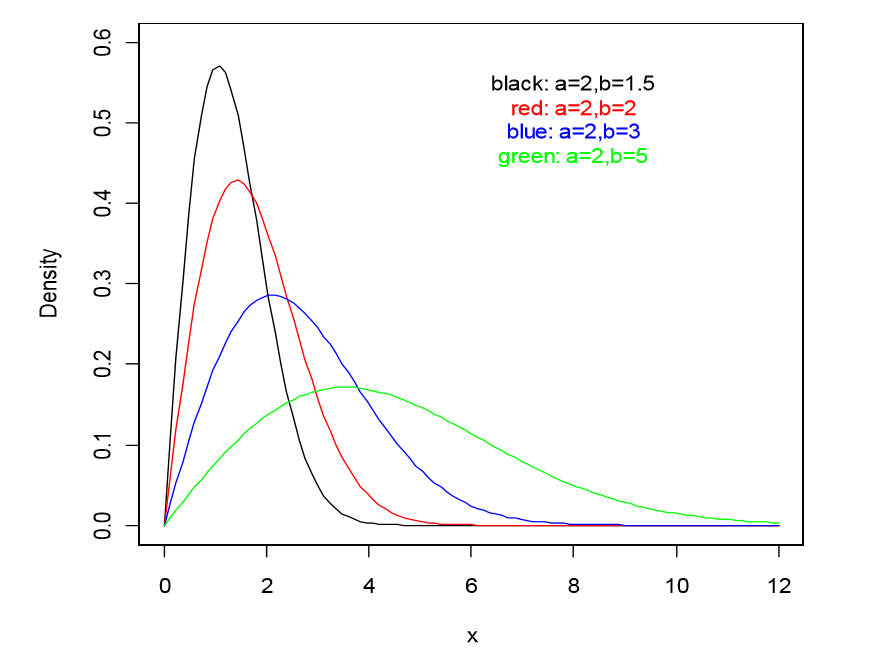 black: a=2,b=1.5
red: a=2,b=2
blue: a=2,b=3
green: a=2,b=5
Density
0.6
0.5
0.4
0.3
0.2
0.1
0.0
0 2 4 6 8 10 12
x